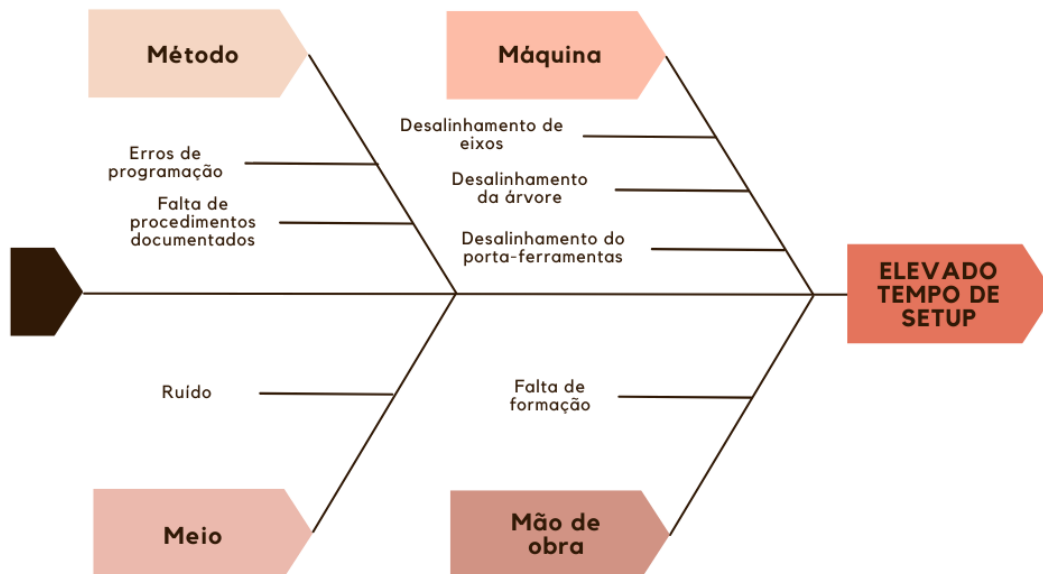 Método
Máquina
Desalinhamento de
eixos
Erros de
programação
Desalinhamento
da árvore
Falta de
procedimentos
documentados
Desalinhamento do
porta-ferramentas
ELEVADO
TEMPO DE
SETUP
Ruído
Falta de
formação
Meio
Mão de
obra